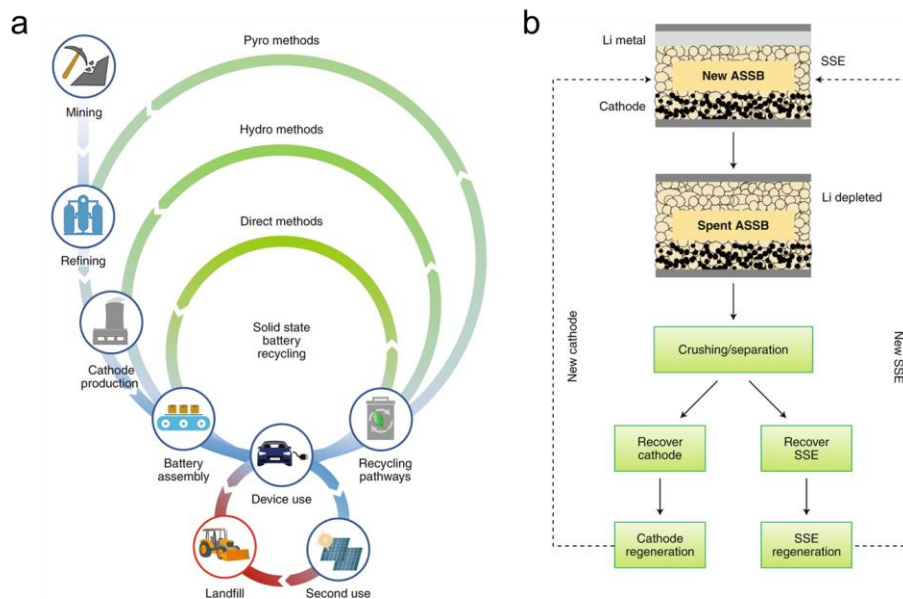 a
Pyro methods
Mining
Hydro methods
Direct methods
Refining
Solid state
battery
recycling
Cathode
production
Battery
assembly
Device use
Recycling
pathways
Landfill
Second use
b
Li metal
SSE
New ASSB
Cathode
Li depleted
Spent ASSB
New cathode
New SSE
Crushing/separation
Recover
cathode
Recover
SSE
Cathode
regeneration
SSE
regeneration